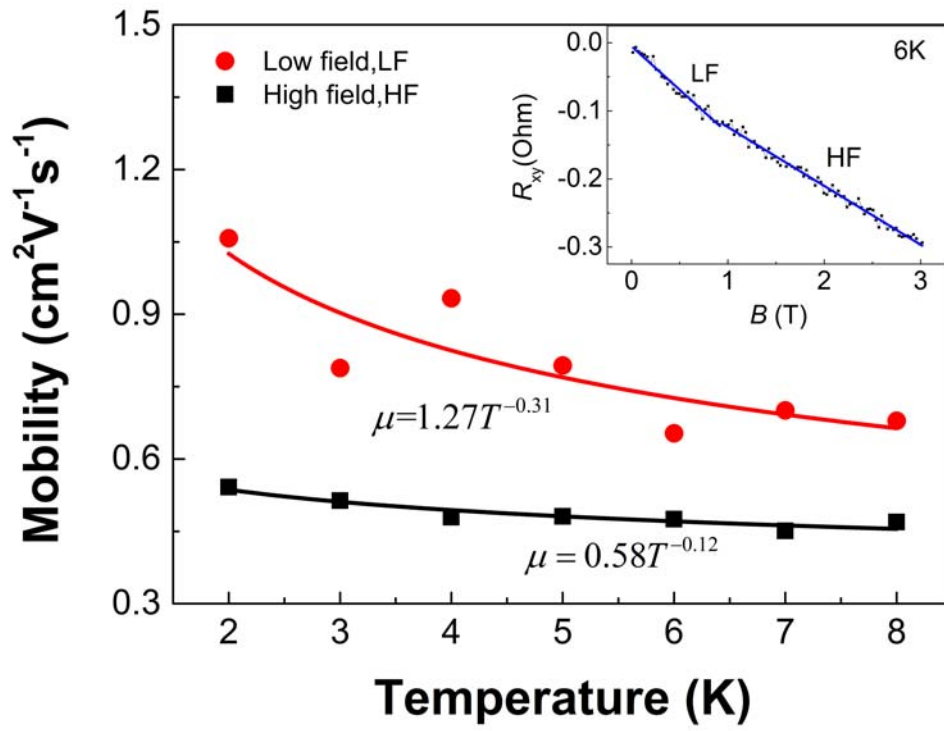 1.5
1.2
0.9
0.6
0.3
Mobility (cm²V⁻¹s⁻¹)
Low field,LF
High field,HF
0.0
-0.1
-0.2
-0.3
R_xy(Ohm)
6K
LF
HF
0 1 2 3
B (T)
μ=1.27T^−0.31
μ = 0.58T^−0.12
2 3 4 5 6 7 8
Temperature (K)